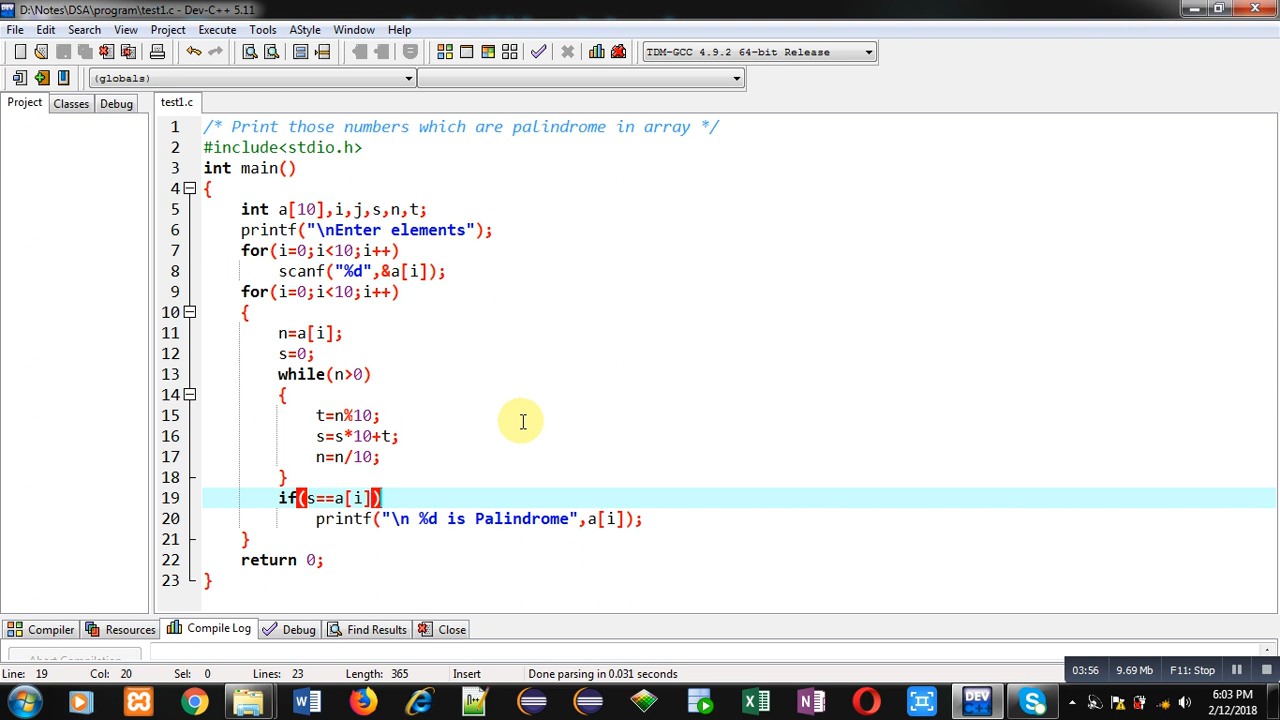 D:\Notes\DSA\program\test1.c - Dev-C++ 5.11
File Edit Search View Project Execute Tools AStyle Window Help
TDM-GCC 4.9.2 64-bit Release
(globals)
Project Classes Debug test1.c
1 /* Print those numbers which are palindrome in array */
2 #include<stdio.h>
3 int main()
4 {
5 int a[10],i,j,s,n,t;
6 printf("\nEnter elements");
7 for(i=0;i<10;i++)
8 scanf("%d",&a[i]);
9 for(i=0;i<10;i++)
10 {
11 n=a[i];
12 s=0;
13 while(n>0)
14 {
15 t=n%10;
16 s=s*10+t;
17 n=n/10;
18 }
19 if(s==a[i])
20 printf("\n %d is Palindrome",a[i]);
21 }
22 return 0;
23 }
Compiler Resources Compile Log Debug Find Results Close
Abort Compilation
Line: 19 Col: 20 Sel: 0 Lines: 23 Length: 365 Insert Done parsing in 0.031 seconds
03:56 9.69 Mb F11: Stop
6:03 PM
2/12/2018